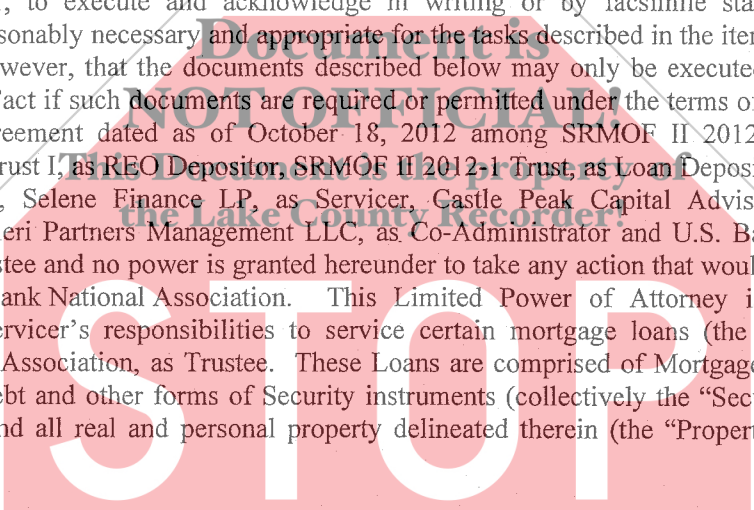 , to execute and acknowledge in writing or by facsimile sta
sonably necessary and appropriate for the tasks described in the iter
owever, that the documents described below may only be executed
Fact if such documents are required or permitted under the terms of
reement dated as of October 18, 2012 among SRMOF II 2012
rust I, as REO Depositor, SRMOF II 2012-1 Trust, as Loan Deposi
, Selene Finance LP, as Servicer, Castle Peak Capital Advis
ieri Partners Management LLC, as Co-Administrator and U.S. Ba
stee and no power is granted hereunder to take any action that woul
ank National Association. This Limited Power of Attorney i
ervicer's responsibilities to service certain mortgage loans (the
Association, as Trustee. These Loans are comprised of Mortgage
ebt and other forms of Security instruments (collectively the “Sec
nd all real and personal property delineated therein (the “Propert
Document is
NOT OFFICIAL!
This Document is the property of
the Lake County Recorder!
STOP